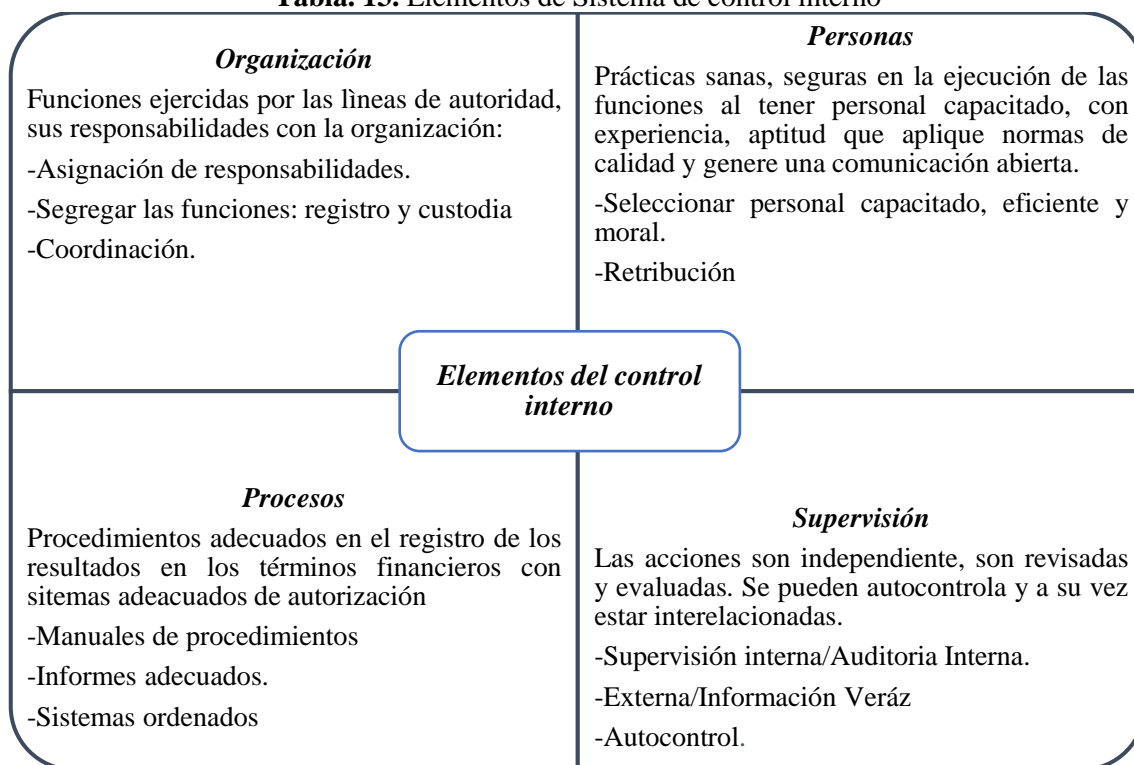 Tabla. 15. Elementos de Sistema de control interno
Organización
Funciones ejercidas por las lìneas de autoridad,
sus responsabilidades con la organización:
-Asignación de responsabilidades.
-Segregar las funciones: registro y custodia
-Coordinación.
Personas
Prácticas sanas, seguras en la ejecución de las
funciones al tener personal capacitado, con
experiencia, aptitud que aplique normas de
calidad y genere una comunicación abierta.
-Seleccionar personal capacitado, eficiente y
moral.
-Retribución
Elementos del control
interno
Procesos
Procedimientos adecuados en el registro de los
resultados en los términos financieros con
sitemas adeacuados de autorización
-Manuales de procedimientos
-Informes adecuados.
-Sistemas ordenados
Supervisión
Las acciones son independiente, son revisadas
y evaluadas. Se pueden autocontrola y a su vez
estar interelacionadas.
-Supervisión interna/Auditoria Interna.
-Externa/Información Veráz
-Autocontrol.